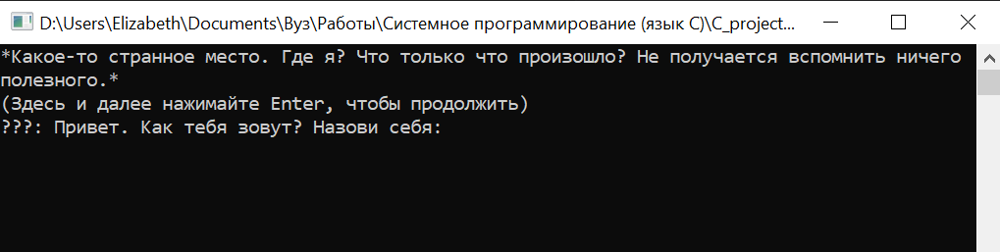 D:\Users\Elizabeth\Documents\Вуз\Работы\Системное программирование (язык С)\C_project...
*Какое-то странное место. Где я? Что только что произошло? Не получается вспомнить ничего
полезного.*
(Здесь и далее нажимайте Enter, чтобы продолжить)
???: Привет. Как тебя зовут? Назови себя: